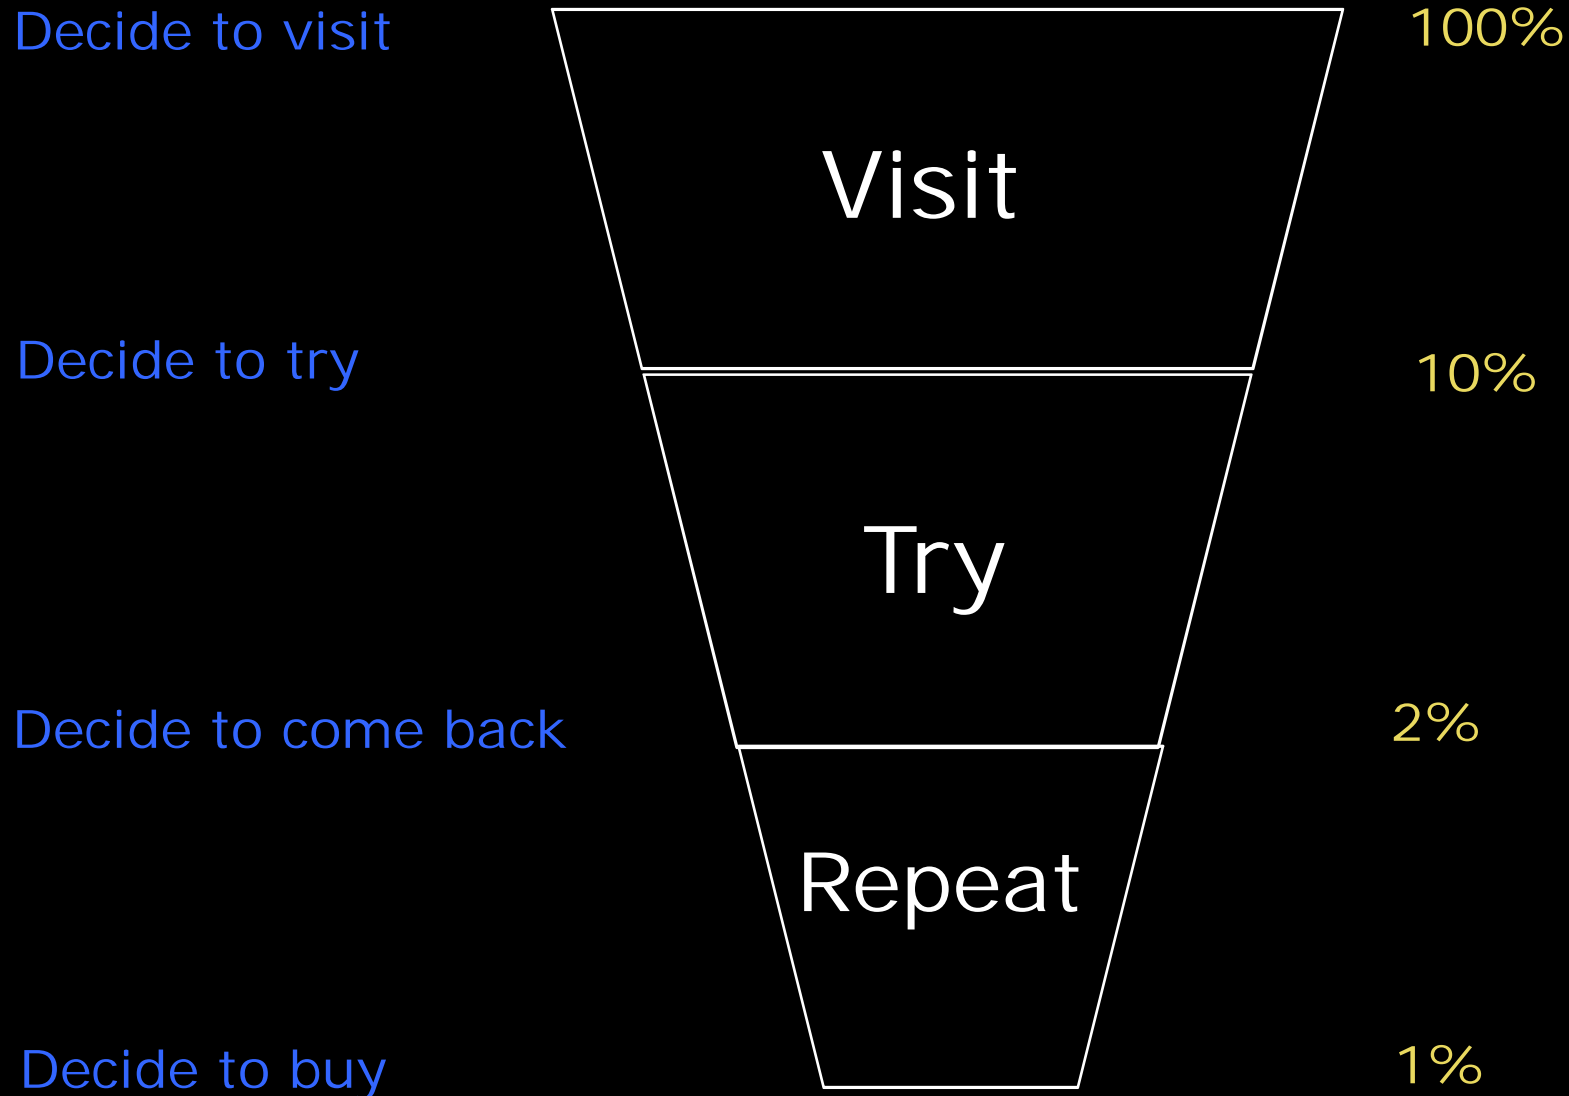 Decide to visit
100%
Visit
Decide to try
10%
Try
Decide to come back
2%
Repeat
Decide to buy
1%